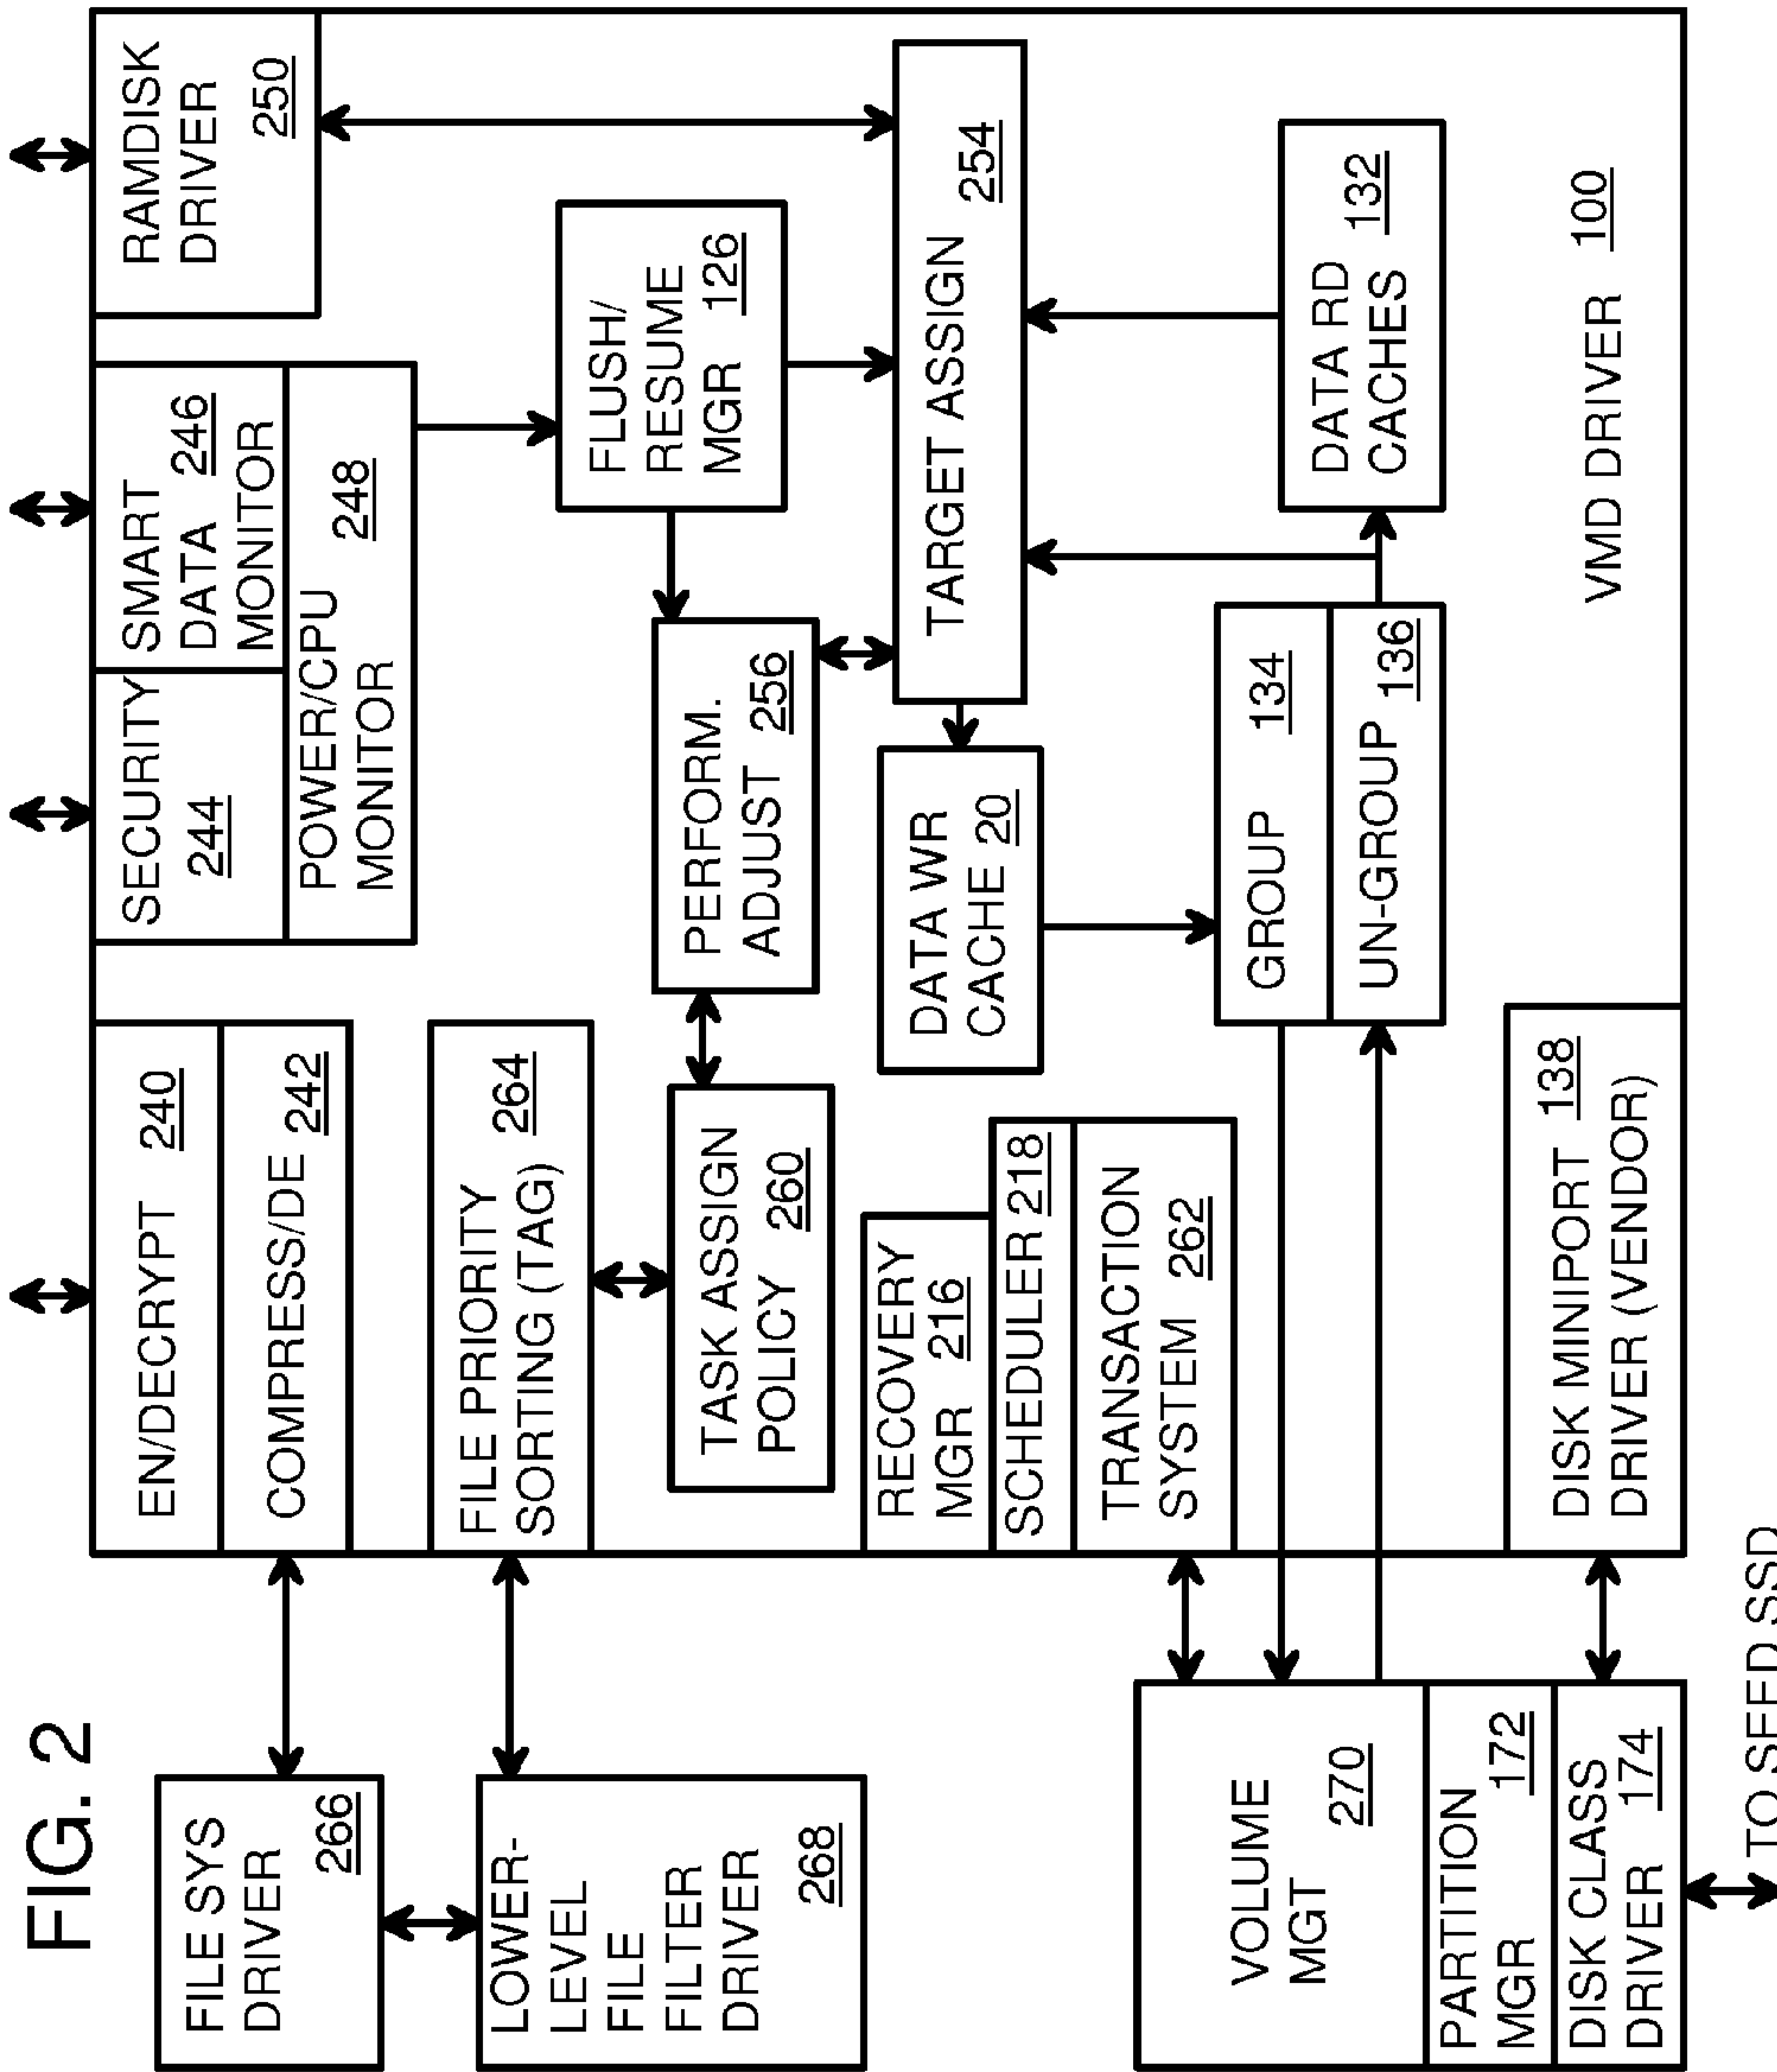 FIG. 2
FILE SYS
DRIVER
266
LOWER-
LEVEL
FILE
FILTER
DRIVER
268
VOLUME
MGT
270
PARTITION
MGR 172
DISK CLASS
DRIVER 174
TO SEED SSD
EN/DECRYPT 240
COMPRESS/DE 242
FILE PRIORITY
SORTING (TAG) 264
TASK ASSIGN
POLICY 260
RECOVERY
MGR 216
SCHEDULER 218
TRANSACTION
SYSTEM 262
DISK MINIPORT 138
DRIVER (VENDOR)
SECURITY
244
SMART
DATA 246
MONITOR
POWER/CPU
MONITOR 248
RAMDISK
DRIVER
250
FLUSH/
RESUME
MGR 126
PERFORM.
ADJUST 256
TARGET ASSIGN 254
DATA WR
CACHE 20
GROUP 134
UN-GROUP 136
DATA RD
CACHES 132
VMD DRIVER 100